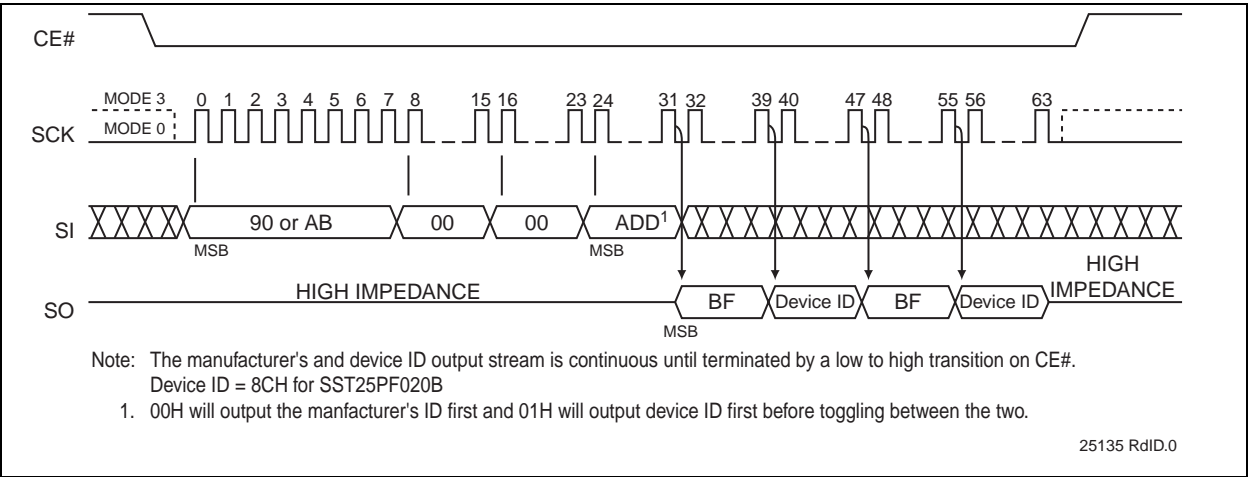 CE#
MODE 3 0 1 2 3 4 5 6 7 8 15 16 23 24 31 32 39 40 47 48 55 56 63
SCK MODE 0
SI 90 or AB 00 00 ADD1
MSB MSB
HIGH IMPEDANCE HIGH IMPEDANCE
SO BF Device ID BF Device ID
MSB
Note: The manufacturer's and device ID output stream is continuous until terminated by a low to high transition on CE#.
Device ID = 8CH for SST25PF020B
1. 00H will output the manfacturer's ID first and 01H will output device ID first before toggling between the two.
25135 RdID.0